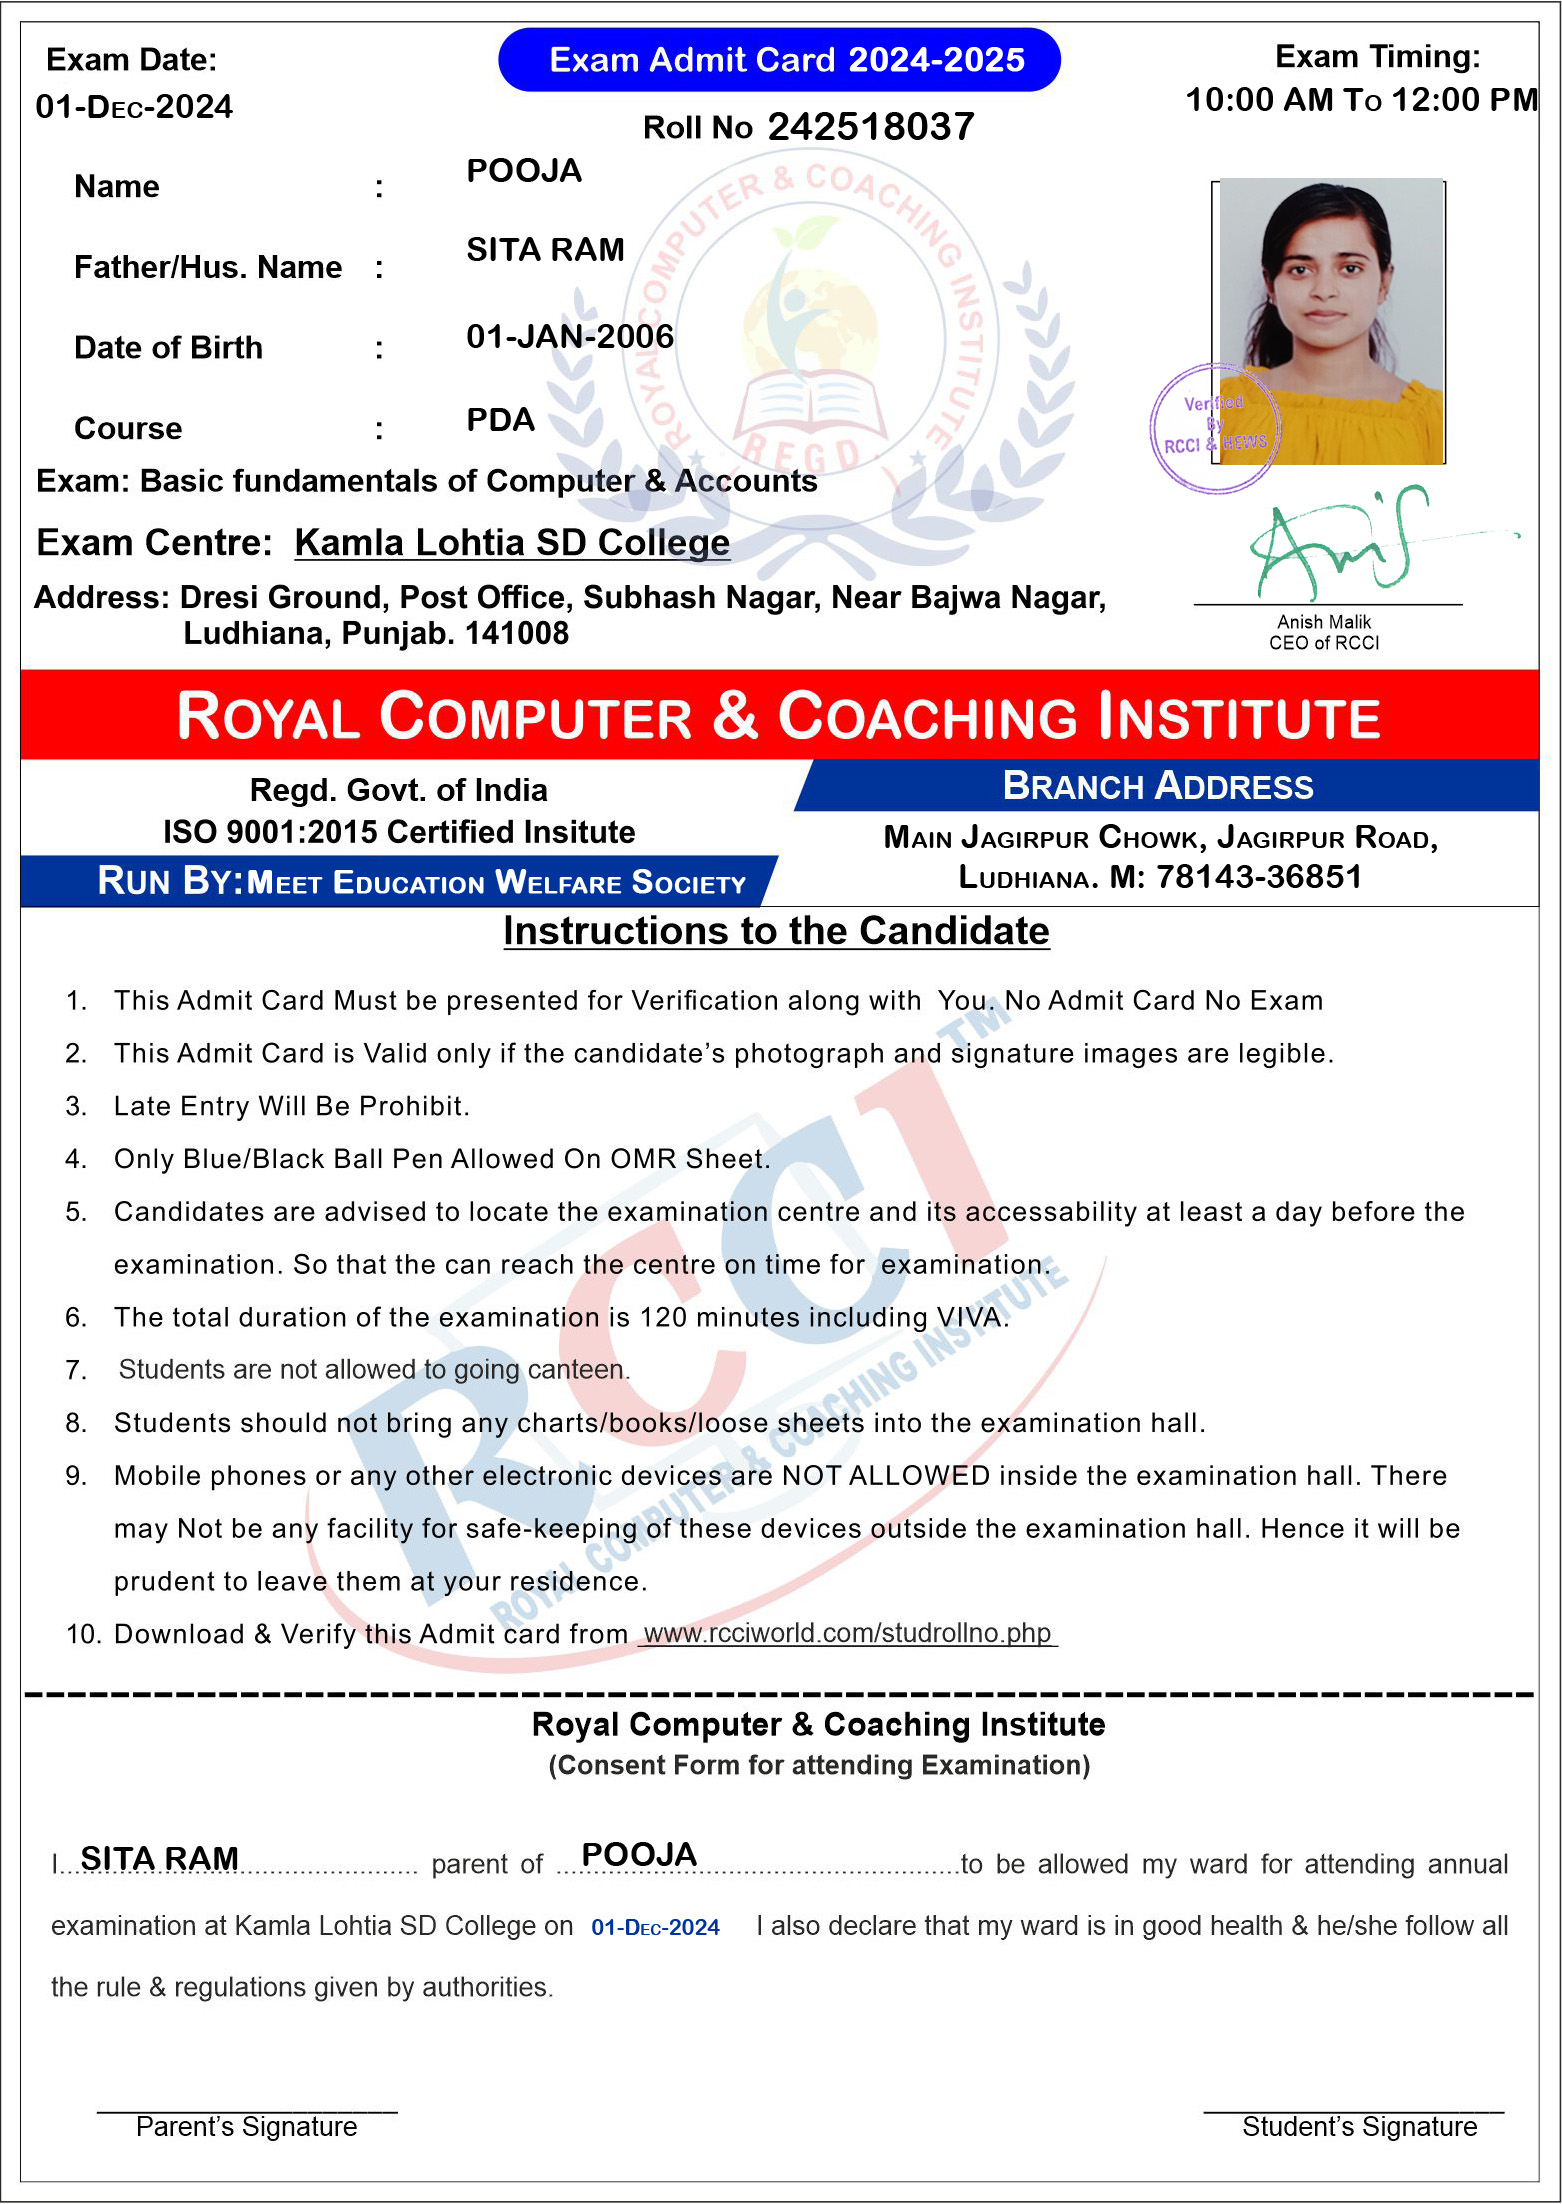 Exam Date:
01-Dec-2024
Exam Admit Card 2024-2025
Exam Timing:
10:00 AM To 12:00 PM
Roll No 242518037
Name : POOJA
Father/Hus. Name : SITA RAM
Date of Birth : 01-JAN-2006
Course : PDA
ROYAL COMPUTER & COACHING INSTITUTE
REGD.
Verified
By
RCCI & HEWS
Exam: Basic fundamentals of Computer & Accounts
Exam Centre: Kamla Lohtia SD College
Address: Dresi Ground, Post Office, Subhash Nagar, Near Bajwa Nagar,
Ludhiana, Punjab. 141008
Anish Malik
CEO of RCCI
Royal Computer & Coaching Institute
Regd. Govt. of India
ISO 9001:2015 Certified Insitute
Run By:Meet Education Welfare Society
Branch Address
Main Jagirpur Chowk, Jagirpur Road,
Ludhiana. M: 78143-36851
Instructions to the Candidate
1. This Admit Card Must be presented for Verification along with You. No Admit Card No Exam
2. This Admit Card is Valid only if the candidate's photograph and signature images are legible.
3. Late Entry Will Be Prohibit.
4. Only Blue/Black Ball Pen Allowed On OMR Sheet.
5. Candidates are advised to locate the examination centre and its accessability at least a day before the
examination. So that the can reach the centre on time for examination.
6. The total duration of the examination is 120 minutes including VIVA.
7. Students are not allowed to going canteen.
8. Students should not bring any charts/books/loose sheets into the examination hall.
9. Mobile phones or any other electronic devices are NOT ALLOWED inside the examination hall. There
may Not be any facility for safe-keeping of these devices outside the examination hall. Hence it will be
prudent to leave them at your residence.
10. Download & Verify this Admit card from www.rcciworld.com/studrollno.php
RCCI TM
ROYAL COMPUTER & COACHING INSTITUTE
Royal Computer & Coaching Institute
(Consent Form for attending Examination)
I...SITA RAM....................... parent of ...POOJA..................................to be allowed my ward for attending annual
examination at Kamla Lohtia SD College on 01-Dec-2024 I also declare that my ward is in good health & he/she follow all
the rule & regulations given by authorities.
Parent's Signature
Student's Signature